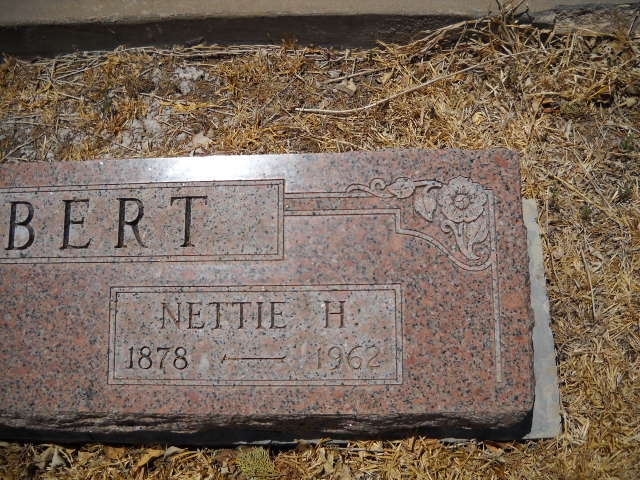 BERT
NETTIE H.
1878 — 1962